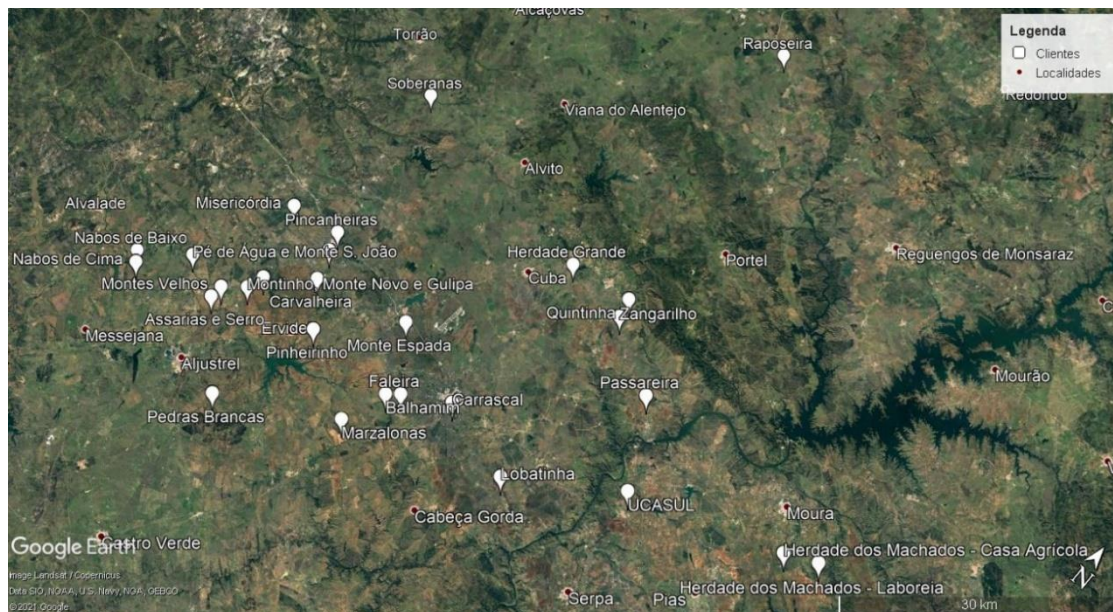 Alcáçovas
Legenda
Clientes
Localidades
Torrão
Raposeira
Soberanas
Redondo
Viana do Alentejo
Alvito
Misericórdia
Alvalade
Pincanheiras
Nabos de Baixo
Pé de Água e Monte S. João
Herdade Grande
Reguengos de Monsaraz
Nabos de Cima
Portel
Cuba
Montes Velhos
Montinho, Monte Novo e Gulipa
Carvalheira
Quintinha
Zangarilho
Assarias e Serro
Ervide
Messejana
Pinheirinho
Monte Espada
Aljustrel
Mourão
Faleira
Passareira
Balhamim
Carrascal
Pedras Brancas
Marzalonas
Lobatinha
UCASUL
Cabeça Gorda
Moura
Google Earth
Castro Verde
Herdade dos Machados - Casa Agrícola
Image Landsat / Copernicus
Data SIO, NOAA, U.S. Navy, NGA, GEBCO
© 2021 Google
Herdade dos Machados - Laboreia
Serpa
Pias
N
30 km